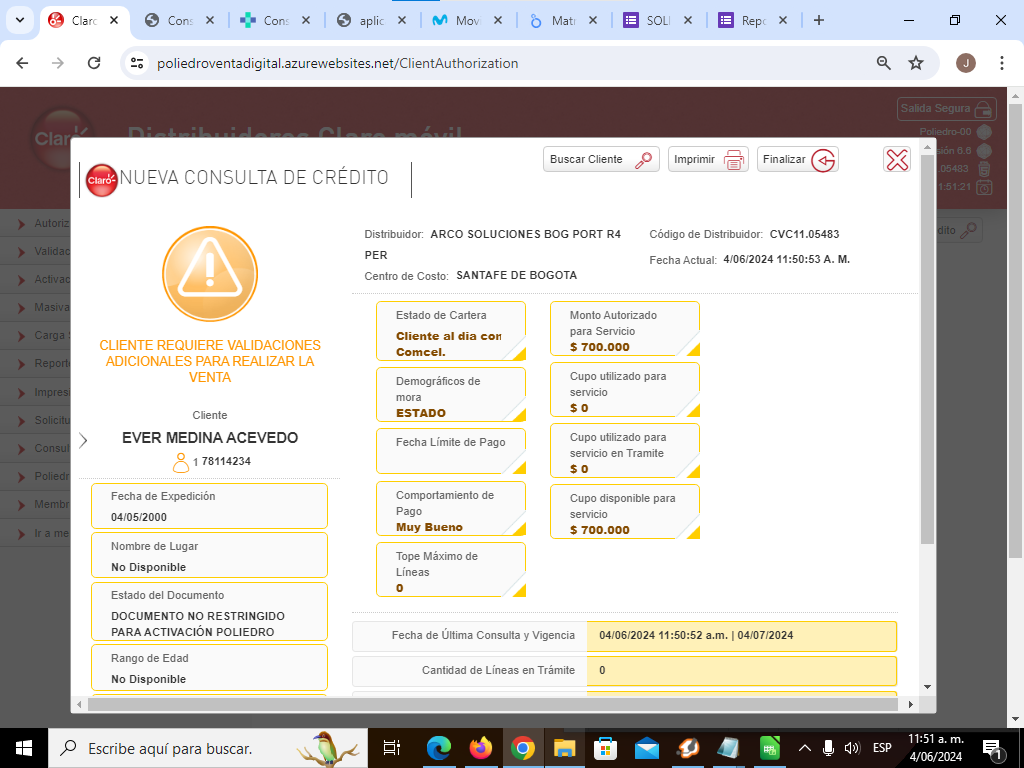 Claro
Cons
Cons
aplic
Movi
Matr
SOLI
Repo
poliedroventadigital.azurewebsites.net/ClientAuthorization
J
Claro
Distribuidores Claro móvil
Salida Segura
Poliedro-00
sión 6.6
.05483
1:51:21
dito
Autoriz
Validac
Activac
Masiva
Carga S
Report
Impres
Solicitu
Consul
Poliedr
Membr
Ir a me
Claro
NUEVA CONSULTA DE CRÉDITO
Buscar Cliente
Imprimir
Finalizar
CLIENTE REQUIERE VALIDACIONES
ADICIONALES PARA REALIZAR LA
VENTA
Cliente
EVER MEDINA ACEVEDO
1 78114234
Fecha de Expedición
04/05/2000
Nombre de Lugar
No Disponible
Estado del Documento
DOCUMENTO NO RESTRINGIDO
PARA ACTIVACIÓN POLIEDRO
Rango de Edad
No Disponible
Distribuidor: ARCO SOLUCIONES BOG PORT R4
PER
Centro de Costo: SANTAFE DE BOGOTA
Código de Distribuidor: CVC11.05483
Fecha Actual: 4/06/2024 11:50:53 A. M.
Estado de Cartera
Cliente al día con
Comcel.
Demográficos de
mora
ESTADO
Fecha Límite de Pago
Comportamiento de
Pago
Muy Bueno
Tope Máximo de
Líneas
0
Monto Autorizado
para Servicio
$ 700.000
Cupo utilizado para
servicio
$ 0
Cupo utilizado para
servicio en Tramite
$ 0
Cupo disponible para
servicio
$ 700.000
Fecha de Última Consulta y Vigencia 04/06/2024 11:50:52 a.m. | 04/07/2024
Cantidad de Líneas en Trámite 0
Escribe aquí para buscar.
ESP
11:51 a. m.
4/06/2024
1